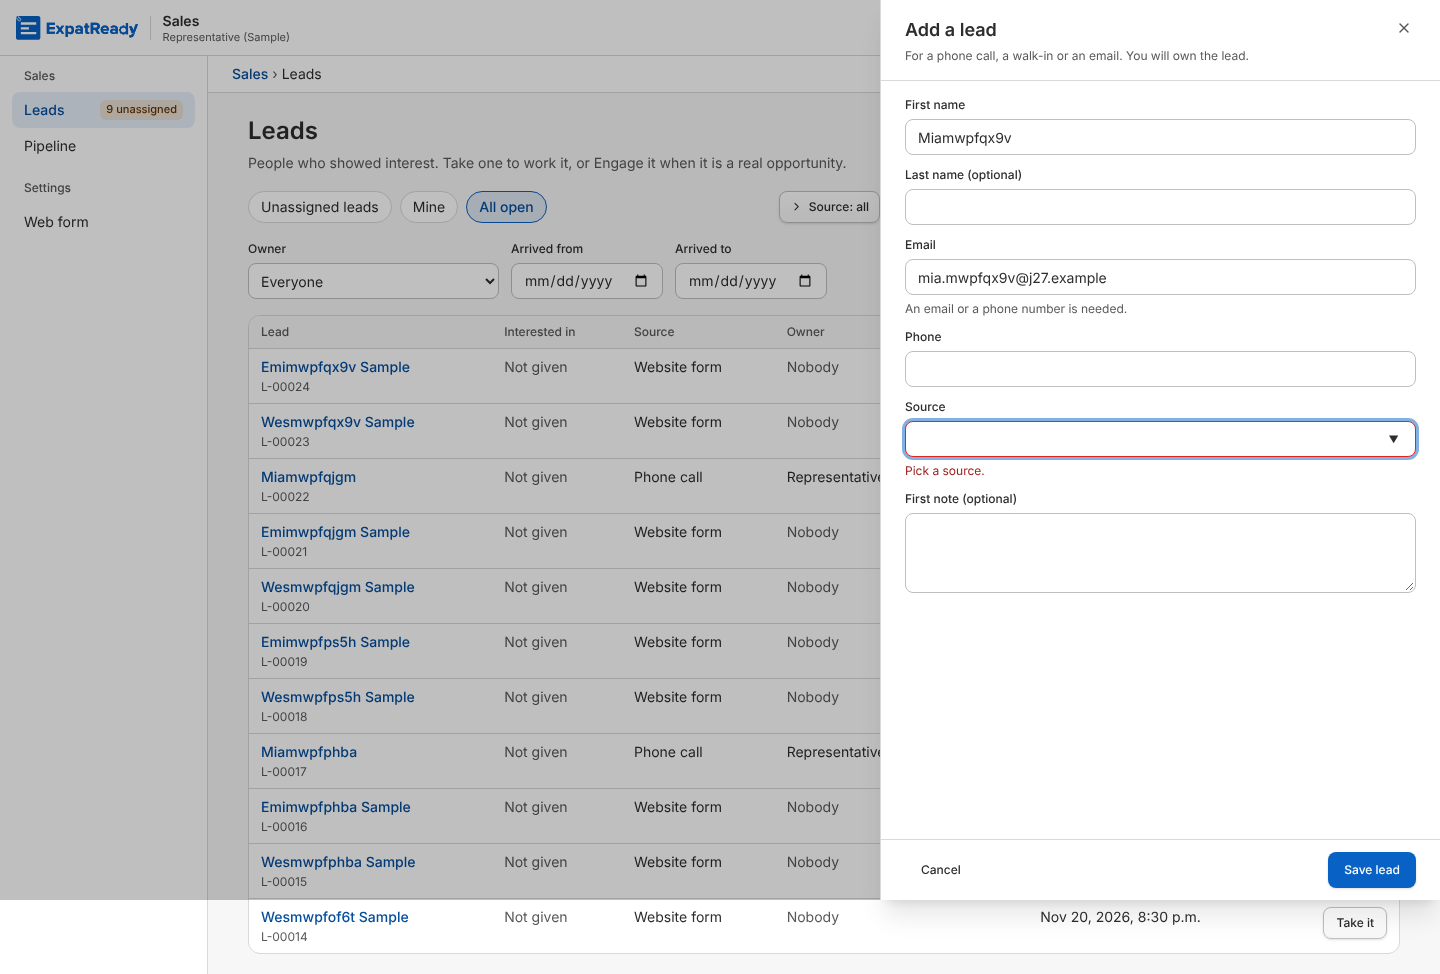 ExpatReady
Sales
Representative (Sample)
Sales
Leads
9 unassigned
Pipeline
Settings
Web form
Sales › Leads
Leads
People who showed interest. Take one to work it, or Engage it when it is a real opportunity.
Unassigned leads
Mine
All open
Source: all
Owner
Arrived from
Arrived to
Everyone
mm/dd/yyyy
mm/dd/yyyy
Lead
Interested in
Source
Owner
Emimwpfqx9v Sample
Not given
Website form
Nobody
L-00024
Wesmwpfqx9v Sample
Not given
Website form
Nobody
L-00023
Miamwpfqjgm
Not given
Phone call
Representative
L-00022
Emimwpfqjgm Sample
Not given
Website form
Nobody
L-00021
Wesmwpfqjgm Sample
Not given
Website form
Nobody
L-00020
Emimwpfps5h Sample
Not given
Website form
Nobody
L-00019
Wesmwpfps5h Sample
Not given
Website form
Nobody
L-00018
Miamwpfphba
Not given
Phone call
Representative
L-00017
Emimwpfphba Sample
Not given
Website form
Nobody
L-00016
Wesmwpfphba Sample
Not given
Website form
Nobody
L-00015
Wesmwpfof6t Sample
Not given
Website form
Nobody
Nov 20, 2026, 8:30 p.m.
Take it
L-00014
Add a lead
For a phone call, a walk-in or an email. You will own the lead.
First name
Miamwpfqx9v
Last name (optional)
Email
mia.mwpfqx9v@j27.example
An email or a phone number is needed.
Phone
Source
Pick a source.
First note (optional)
Cancel
Save lead